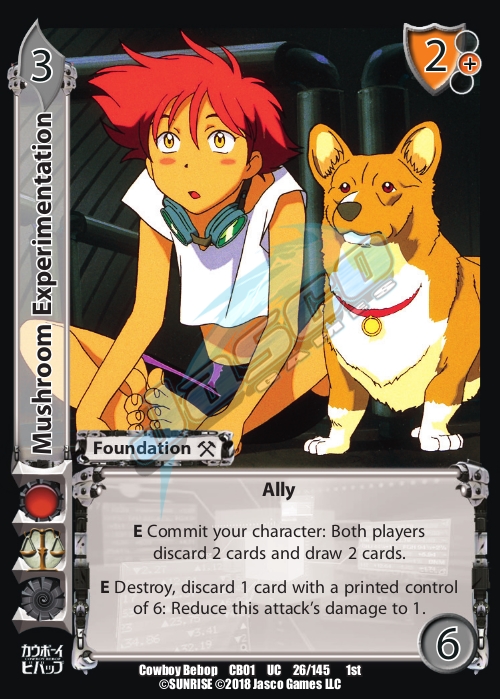 3
2
+
Mushroom Experimentation
JASCO
GAMES
Foundation
Ally
E Commit your character: Both players
discard 2 cards and draw 2 cards.
E Destroy, discard 1 card with a printed control
of 6: Reduce this attack's damage to 1.
6
カウボーイ
ビバップ
Cowboy Bebop CB01 UC 26/145 1st
©SUNRISE ©2018 Jasco Games LLC